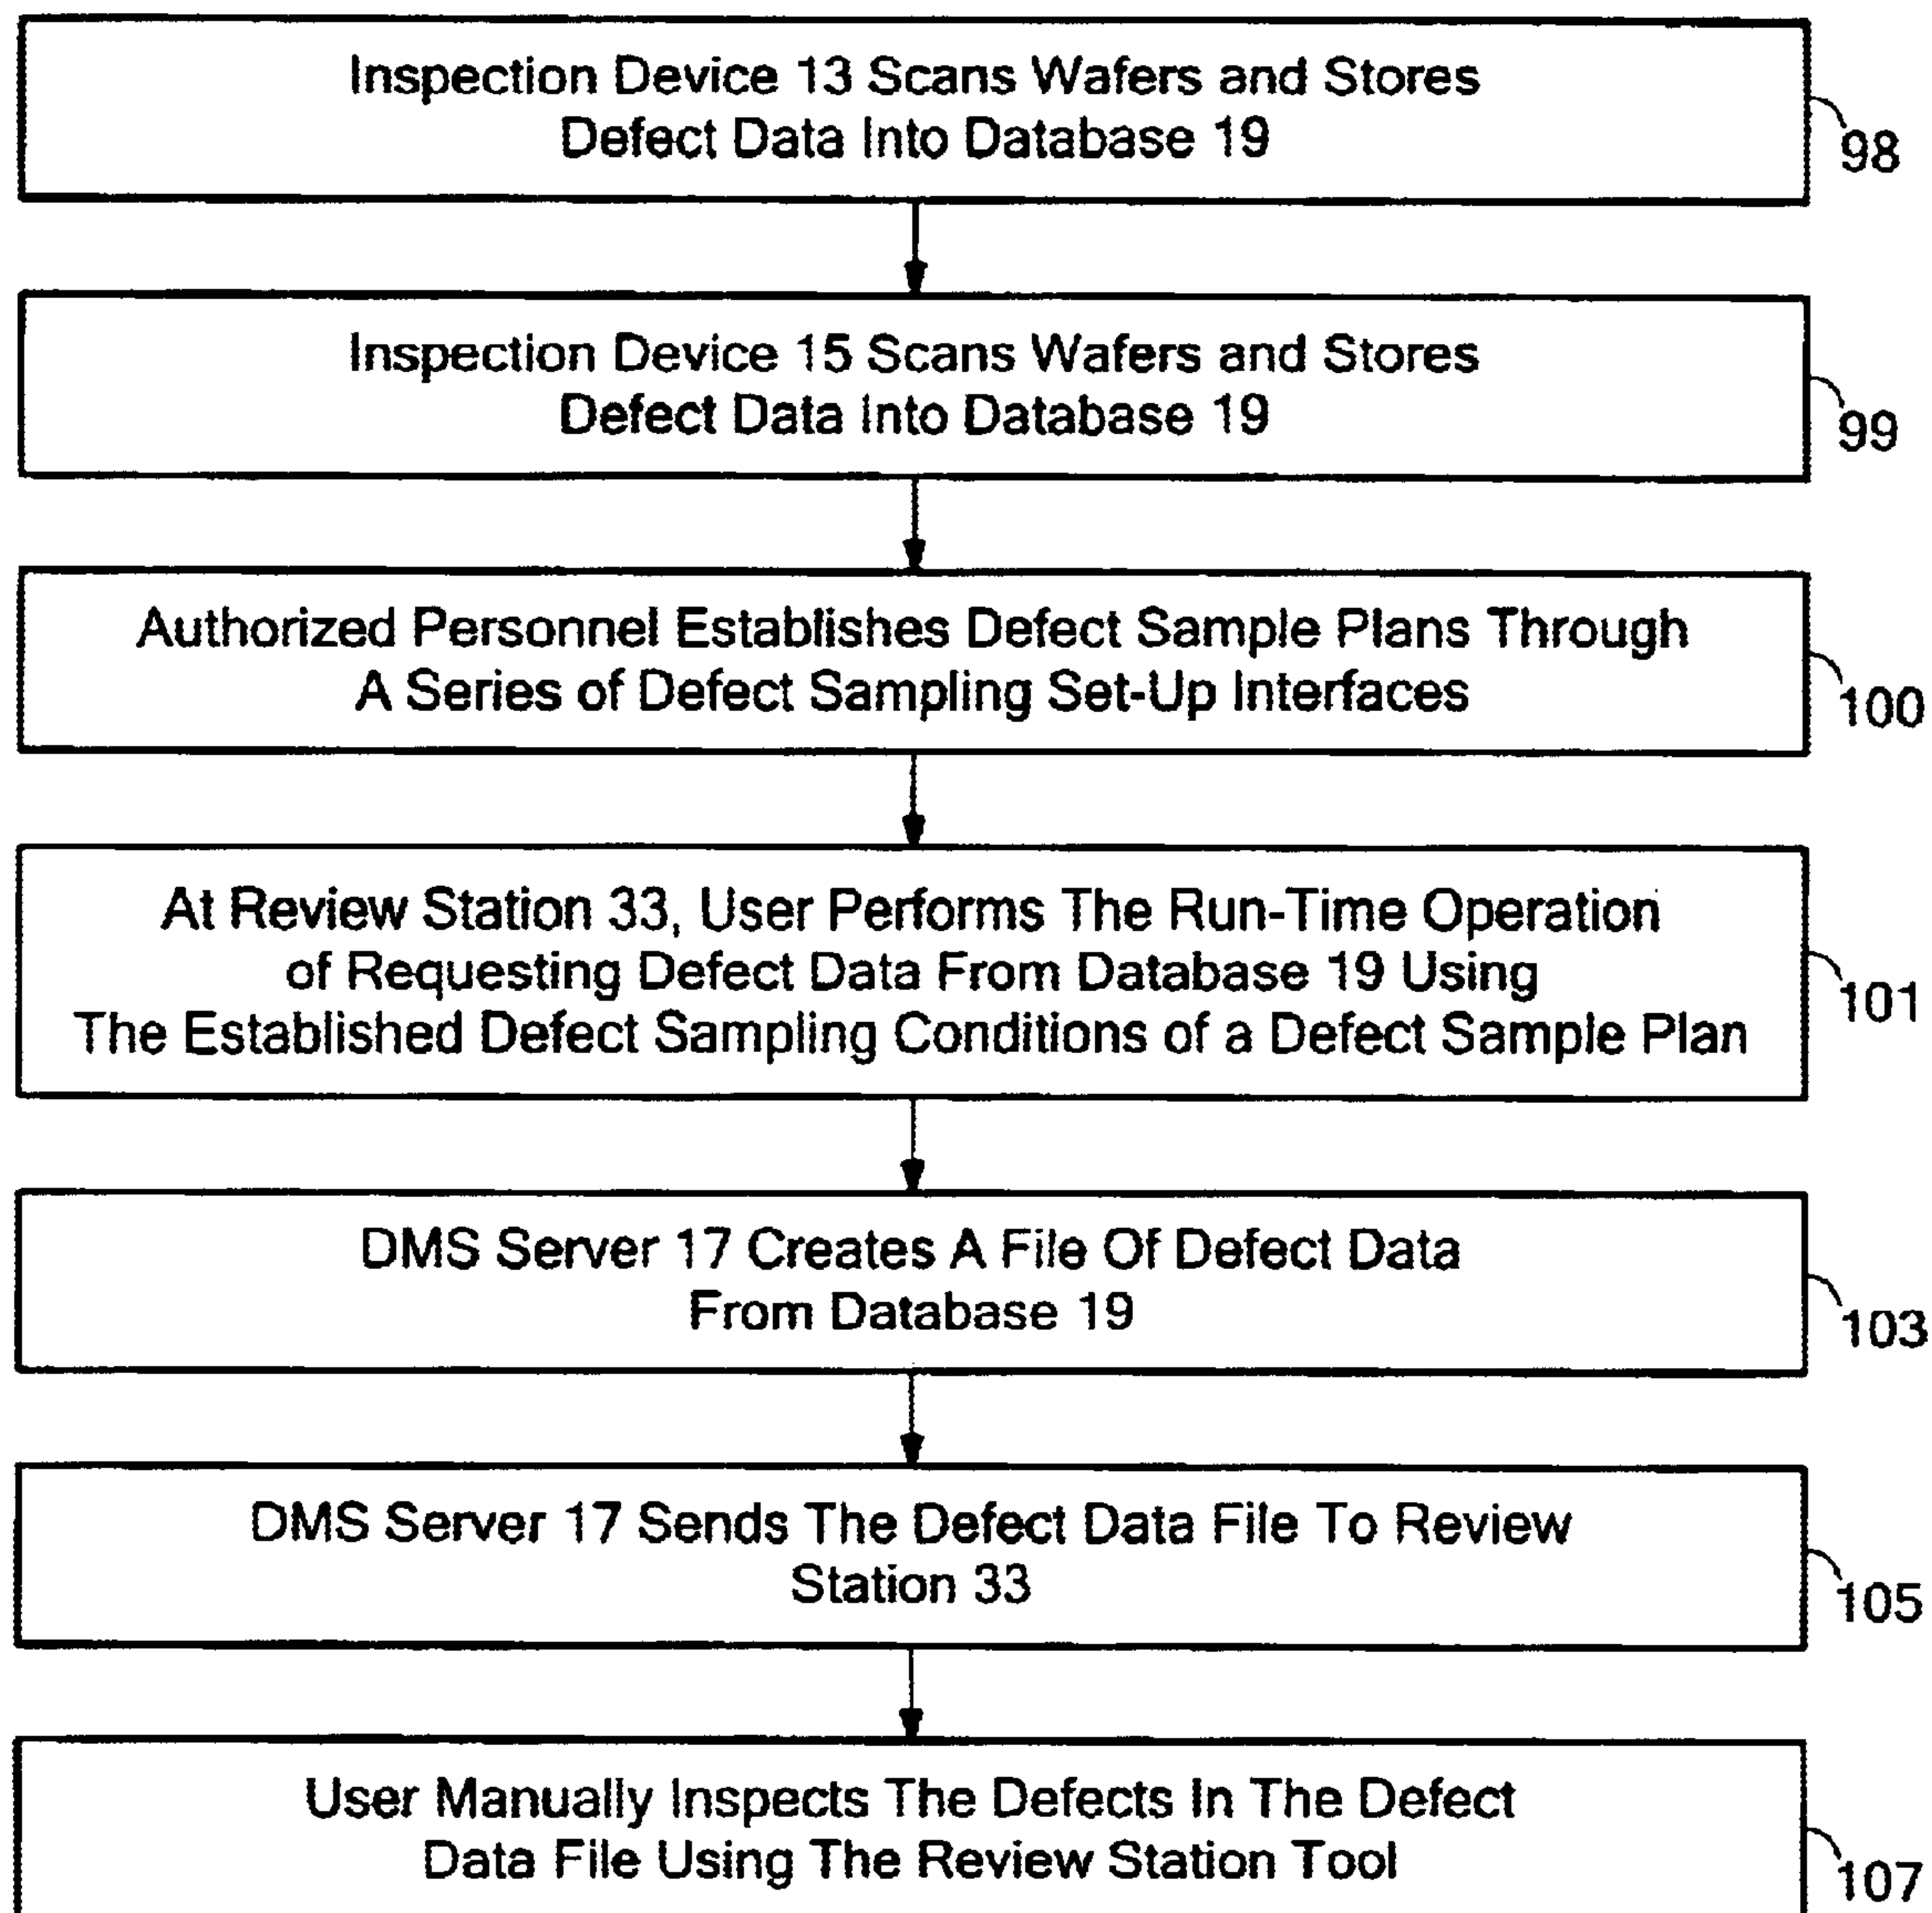 Inspection Device 13 Scans Wafers and Stores
Defect Data Into Database 19
98
Inspection Device 15 Scans Wafers and Stores
Defect Data Into Database 19
99
Authorized Personnel Establishes Defect Sample Plans Through
A Series of Defect Sampling Set-Up Interfaces
100
At Review Station 33, User Performs The Run-Time Operation
of Requesting Defect Data From Database 19 Using
The Established Defect Sampling Conditions of a Defect Sample Plan
101
DMS Server 17 Creates A File Of Defect Data
From Database 19
103
DMS Server 17 Sends The Defect Data File To Review
Station 33
105
User Manually Inspects The Defects In The Defect
Data File Using The Review Station Tool
107